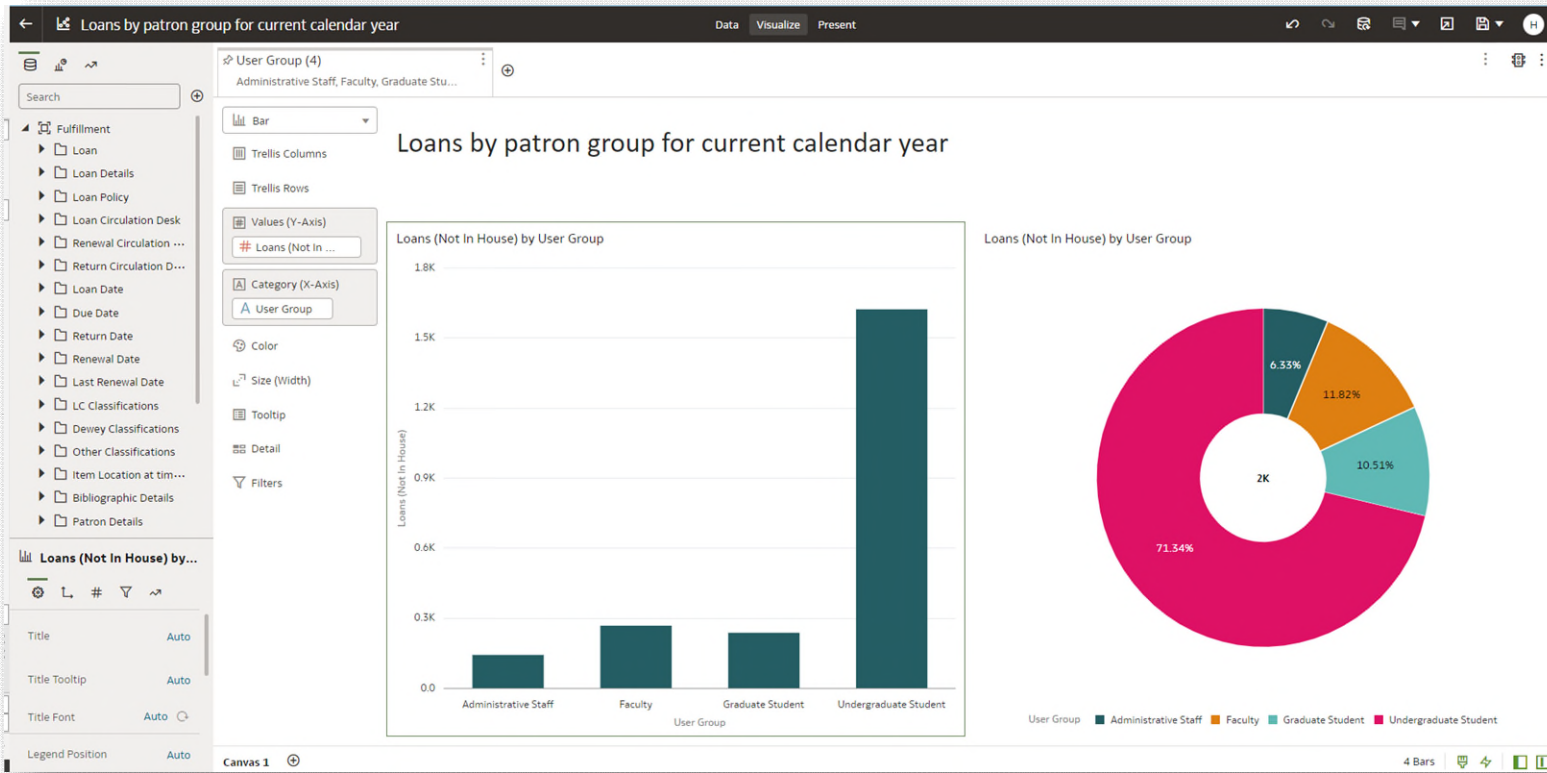 Loans by patron group for current calendar year
Data Visualize Present
H
User Group (4)
Administrative Staff, Faculty, Graduate Stu...
Search
Fulfillment
Loan
Loan Details
Loan Policy
Loan Circulation Desk
Renewal Circulation ...
Return Circulation D...
Loan Date
Due Date
Return Date
Renewal Date
Last Renewal Date
LC Classifications
Dewey Classifications
Other Classifications
Item Location at tim...
Bibliographic Details
Patron Details
Loans (Not In House) by...
Title Auto
Title Tooltip Auto
Title Font Auto
Legend Position Auto
Bar
Trellis Columns
Trellis Rows
Values (Y-Axis)
# Loans (Not In ...
Category (X-Axis)
A User Group
Color
Size (Width)
Tooltip
Detail
Filters
Loans by patron group for current calendar year
Loans (Not In House) by User Group
1.8K
1.5K
1.2K
0.9K
0.6K
0.3K
0.0
Loans (Not In House)
Administrative Staff Faculty Graduate Student Undergraduate Student
User Group
Loans (Not In House) by User Group
6.33%
11.82%
10.51%
2K
71.34%
User Group Administrative Staff Faculty Graduate Student Undergraduate Student
Canvas 1
4 Bars